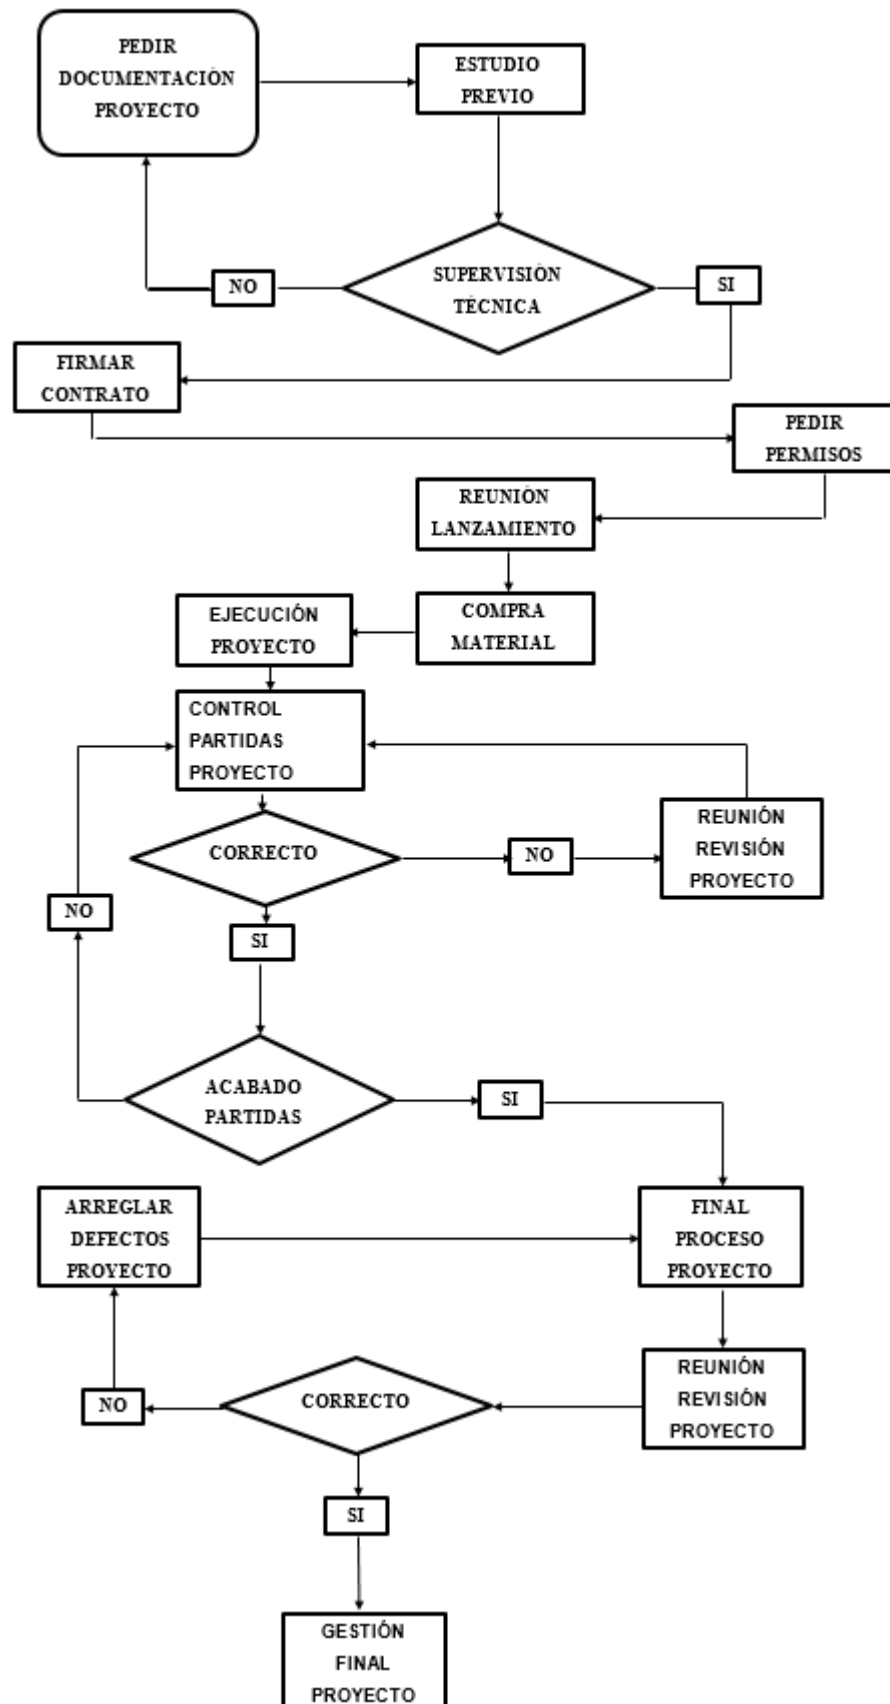 PEDIR
DOCUMENTACIÓN
PROYECTO
ESTUDIO
PREVIO
SUPERVISIÓN
TÉCNICA
NO
SI
FIRMAR
CONTRATO
PEDIR
PERMISOS
REUNIÓN
LANZAMIENTO
COMPRA
MATERIAL
EJECUCIÓN
PROYECTO
CONTROL
PARTIDAS
PROYECTO
CORRECTO
NO
REUNIÓN
REVISIÓN
PROYECTO
NO
SI
ACABADO
PARTIDAS
SI
ARREGLAR
DEFECTOS
PROYECTO
FINAL
PROCESO
PROYECTO
REUNIÓN
REVISIÓN
PROYECTO
CORRECTO
NO
SI
GESTIÓN
FINAL
PROYECTO